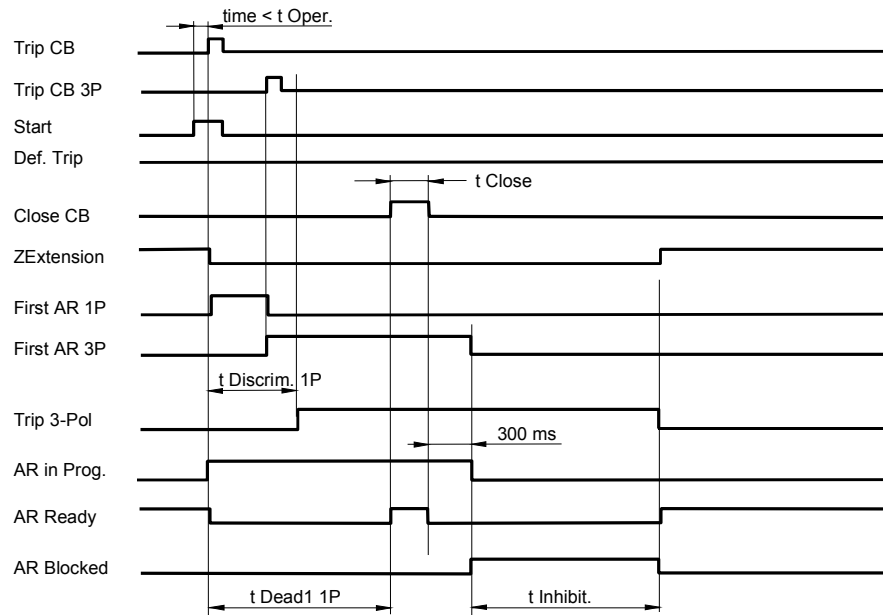 time < t Oper.
Trip CB
Trip CB 3P
Start
Def. Trip
t Close
Close CB
ZExtension
First AR 1P
First AR 3P
t Discrim. 1P
Trip 3-Pol
300 ms
AR in Prog.
AR Ready
AR Blocked
t Dead1 1P
t Inhibit.